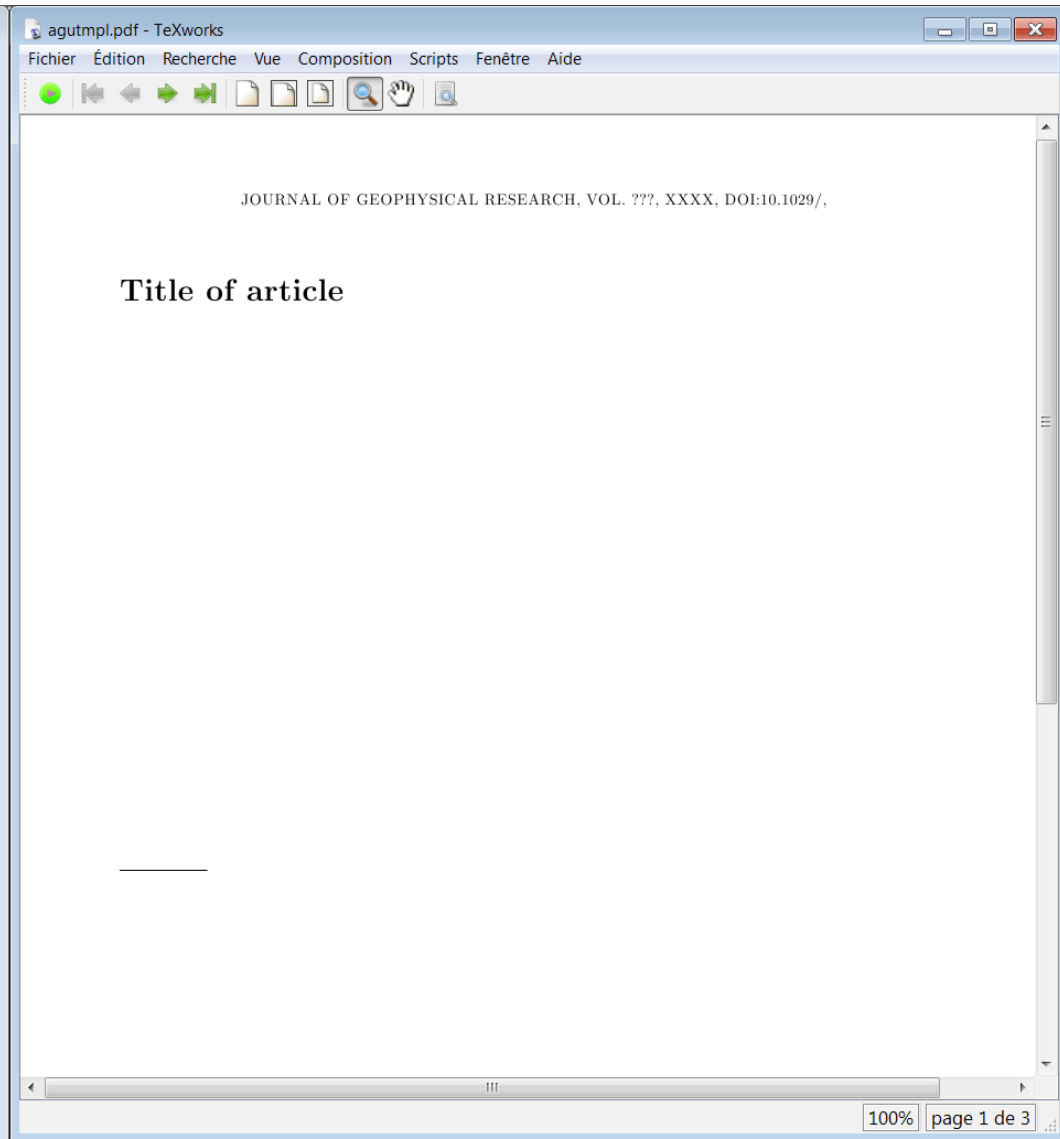 agutmpl.pdf - TeXworks
Fichier Édition Recherche Vue Composition Scripts Fenêtre Aide
JOURNAL OF GEOPHYSICAL RESEARCH, VOL. ???, XXXX, DOI:10.1029/,
Title of article
100% page 1 de 3